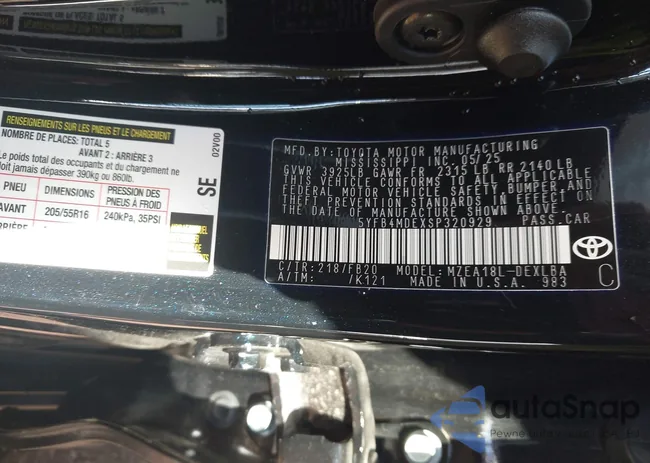 RENSEIGNEMENTS SUR LES PNEUS ET LE CHARGEMENT
NOMBRE DE PLACES: TOTAL 5
AVANT 2 : ARRIÈRE 3
Le poids total des occupants et du chargement ne
doit jamais dépasser 390kg ou 860lb.
PNEU DIMENSIONS PRESSION DES PNEUS À FROID
AVANT 205/55R16 240kPa, 35PSI
SE 02V00
MFD.BY:TOYOTA MOTOR MANUFACTURING
MISSISSIPPI INC. 05/25
GVWR 3925LB GAWR FR 2315 LB RR 2140 LB
THIS VEHICLE CONFORMS TO ALL APPLICABLE
FEDERAL MOTOR VEHICLE SAFETY, BUMPER, AND
THEFT PREVENTION STANDARDS IN EFFECT ON
THE DATE OF MANUFACTURE SHOWN ABOVE.
5YFB4MDEXSP320929 PASS.CAR
C/TR:218/FB20 MODEL: MZEA18L-DEXLBA
A/TM: /K121 MADE IN U.S.A. 983
C
autoSnap